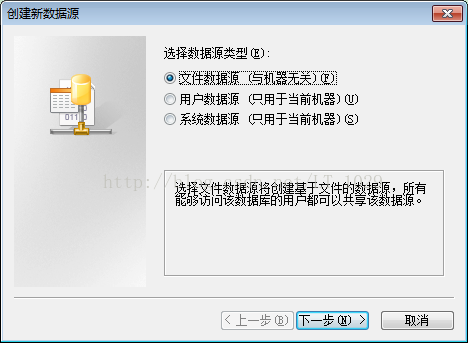 创建新数据源
选择数据源类型(E):
文件数据源 (与机器无关)(F)
用户数据源 (只用于当前机器)(U)
系统数据源 (只用于当前机器)(S)
选择文件数据源将创建基于文件的数据源，所有
能够访问该数据库的用户都可以共享该数据源。
< 上一步(B)
下一步(N) >
取消